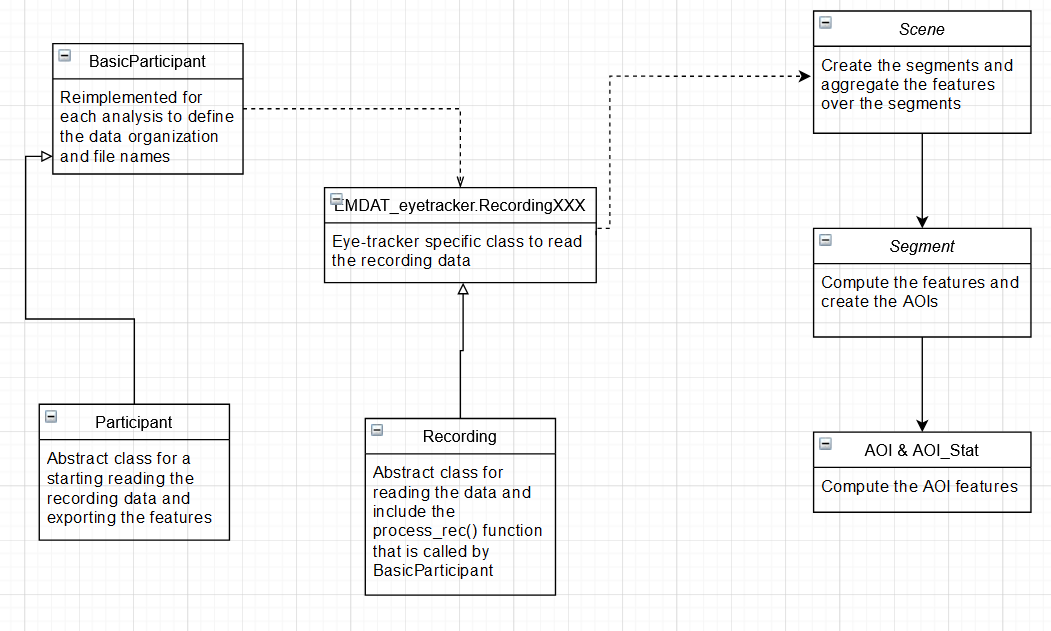 BasicParticipant
Reimplemented for
each analysis to define
the data organization
and file names
EMDAT_eyetracker.RecordingXXX
Eye-tracker specific class to read
the recording data
Scene
Create the segments and
aggregate the features
over the segments
Segment
Compute the features and
create the AOIs
Participant
Abstract class for a
starting reading the
recording data and
exporting the features
Recording
Abstract class for
reading the data and
include the
process_rec() function
that is called by
BasicParticipant
AOI & AOI_Stat
Compute the AOI features